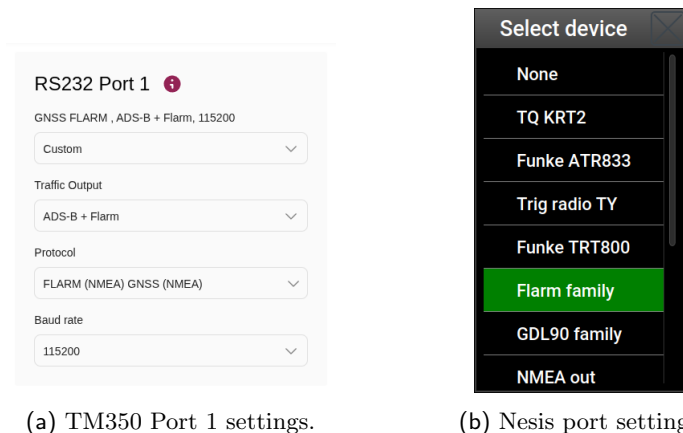 RS232 Port 1
GNSS FLARM , ADS-B + Flarm, 115200
Custom
Traffic Output
ADS-B + Flarm
Protocol
FLARM (NMEA) GNSS (NMEA)
Baud rate
115200
(a) TM350 Port 1 settings.
Select device
None
TQ KRT2
Funke ATR833
Trig radio TY
Funke TRT800
Flarm family
GDL90 family
NMEA out
(b) Nesis port setting